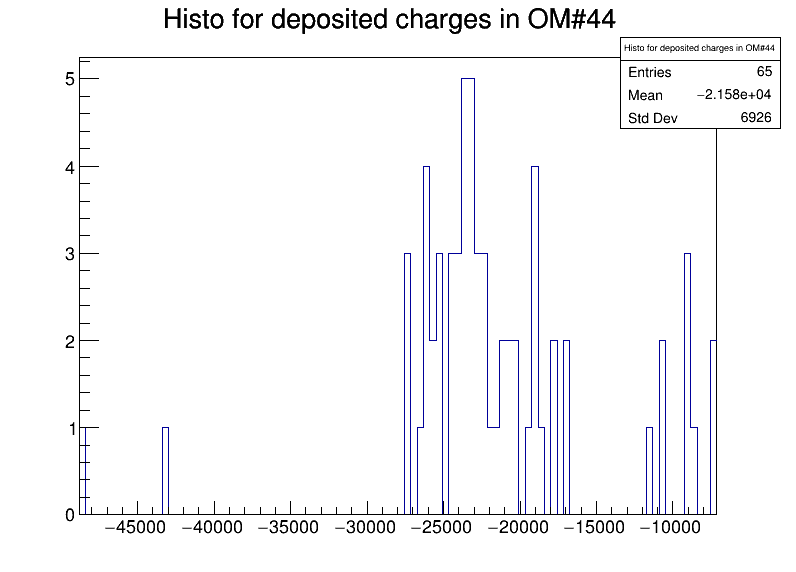 Histo for deposited charges in OM#44
Histo for deposited charges in OM#44
Entries 65
Mean −2.158e+04
Std Dev 6926
5
4
3
2
1
0
−45000 −40000 −35000 −30000 −25000 −20000 −15000 −10000